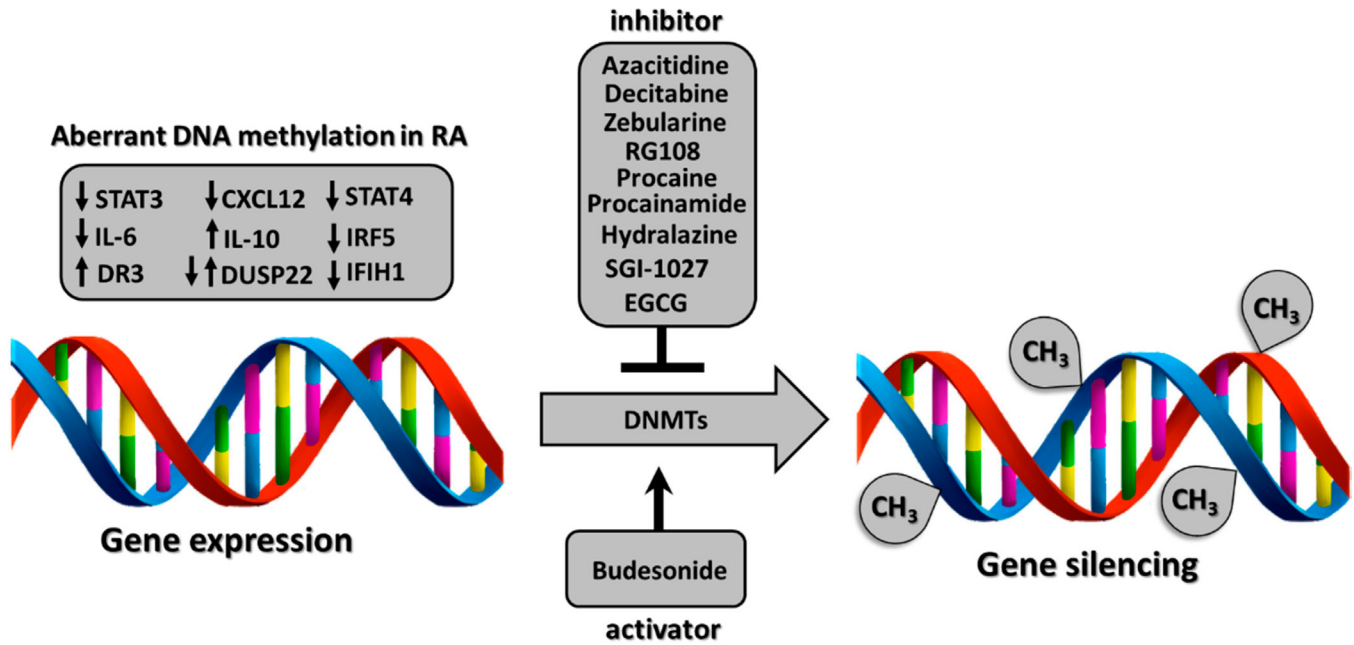 inhibitor
Azacitidine
Decitabine
Zebularine
RG108
Procaine
Procainamide
Hydralazine
SGI-1027
EGCG
Aberrant DNA methylation in RA
↓ STAT3 ↓ CXCL12 ↓ STAT4
↓ IL-6 ↑ IL-10 ↓ IRF5
↑ DR3 ↓↑ DUSP22 ↓ IFIH1
DNMTs
CH₃
CH₃
CH₃
CH₃
Gene expression
Budesonide
activator
Gene silencing